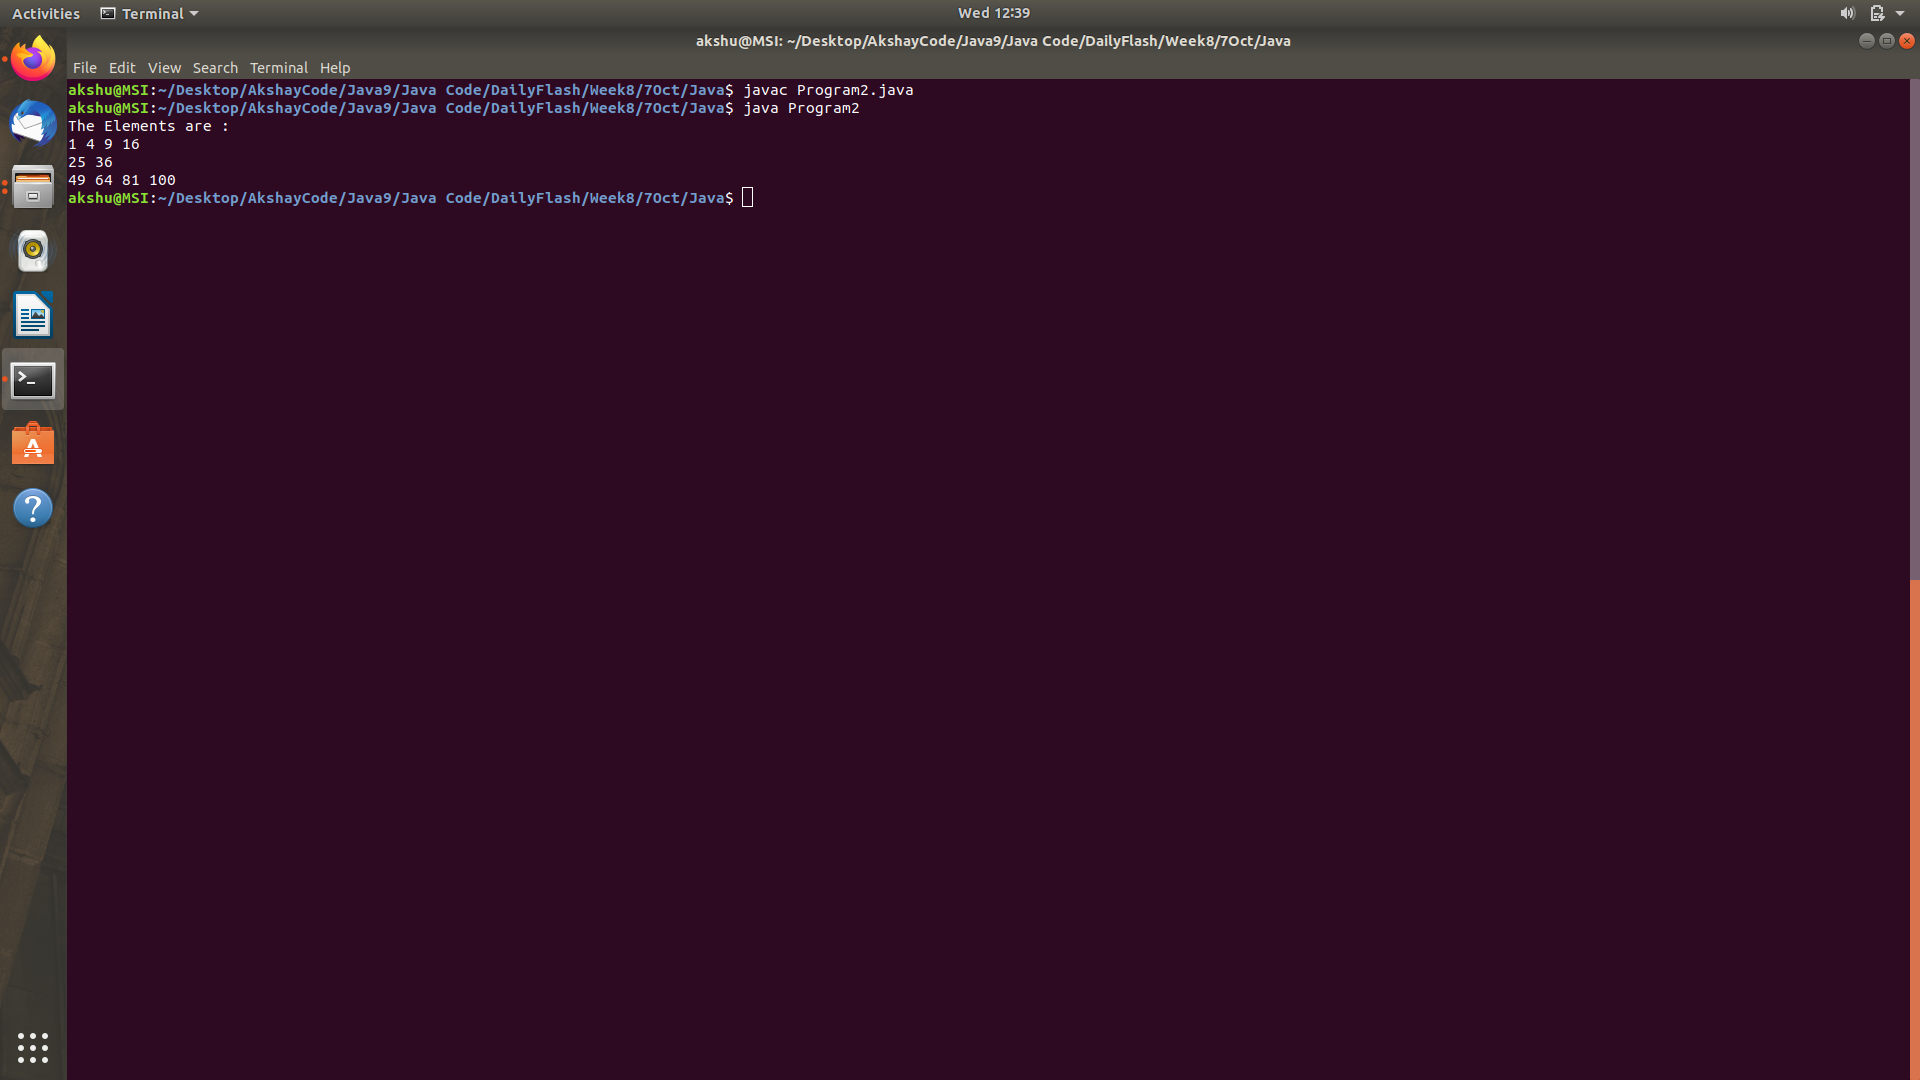 Activities Terminal Wed 12:39
akshu@MSI: ~/Desktop/AkshayCode/Java9/Java Code/DailyFlash/Week8/7Oct/Java
File Edit View Search Terminal Help
akshu@MSI:~/Desktop/AkshayCode/Java9/Java Code/DailyFlash/Week8/7Oct/Java$ javac Program2.java
akshu@MSI:~/Desktop/AkshayCode/Java9/Java Code/DailyFlash/Week8/7Oct/Java$ java Program2
The Elements are :
1 4 9 16
25 36
49 64 81 100
akshu@MSI:~/Desktop/AkshayCode/Java9/Java Code/DailyFlash/Week8/7Oct/Java$